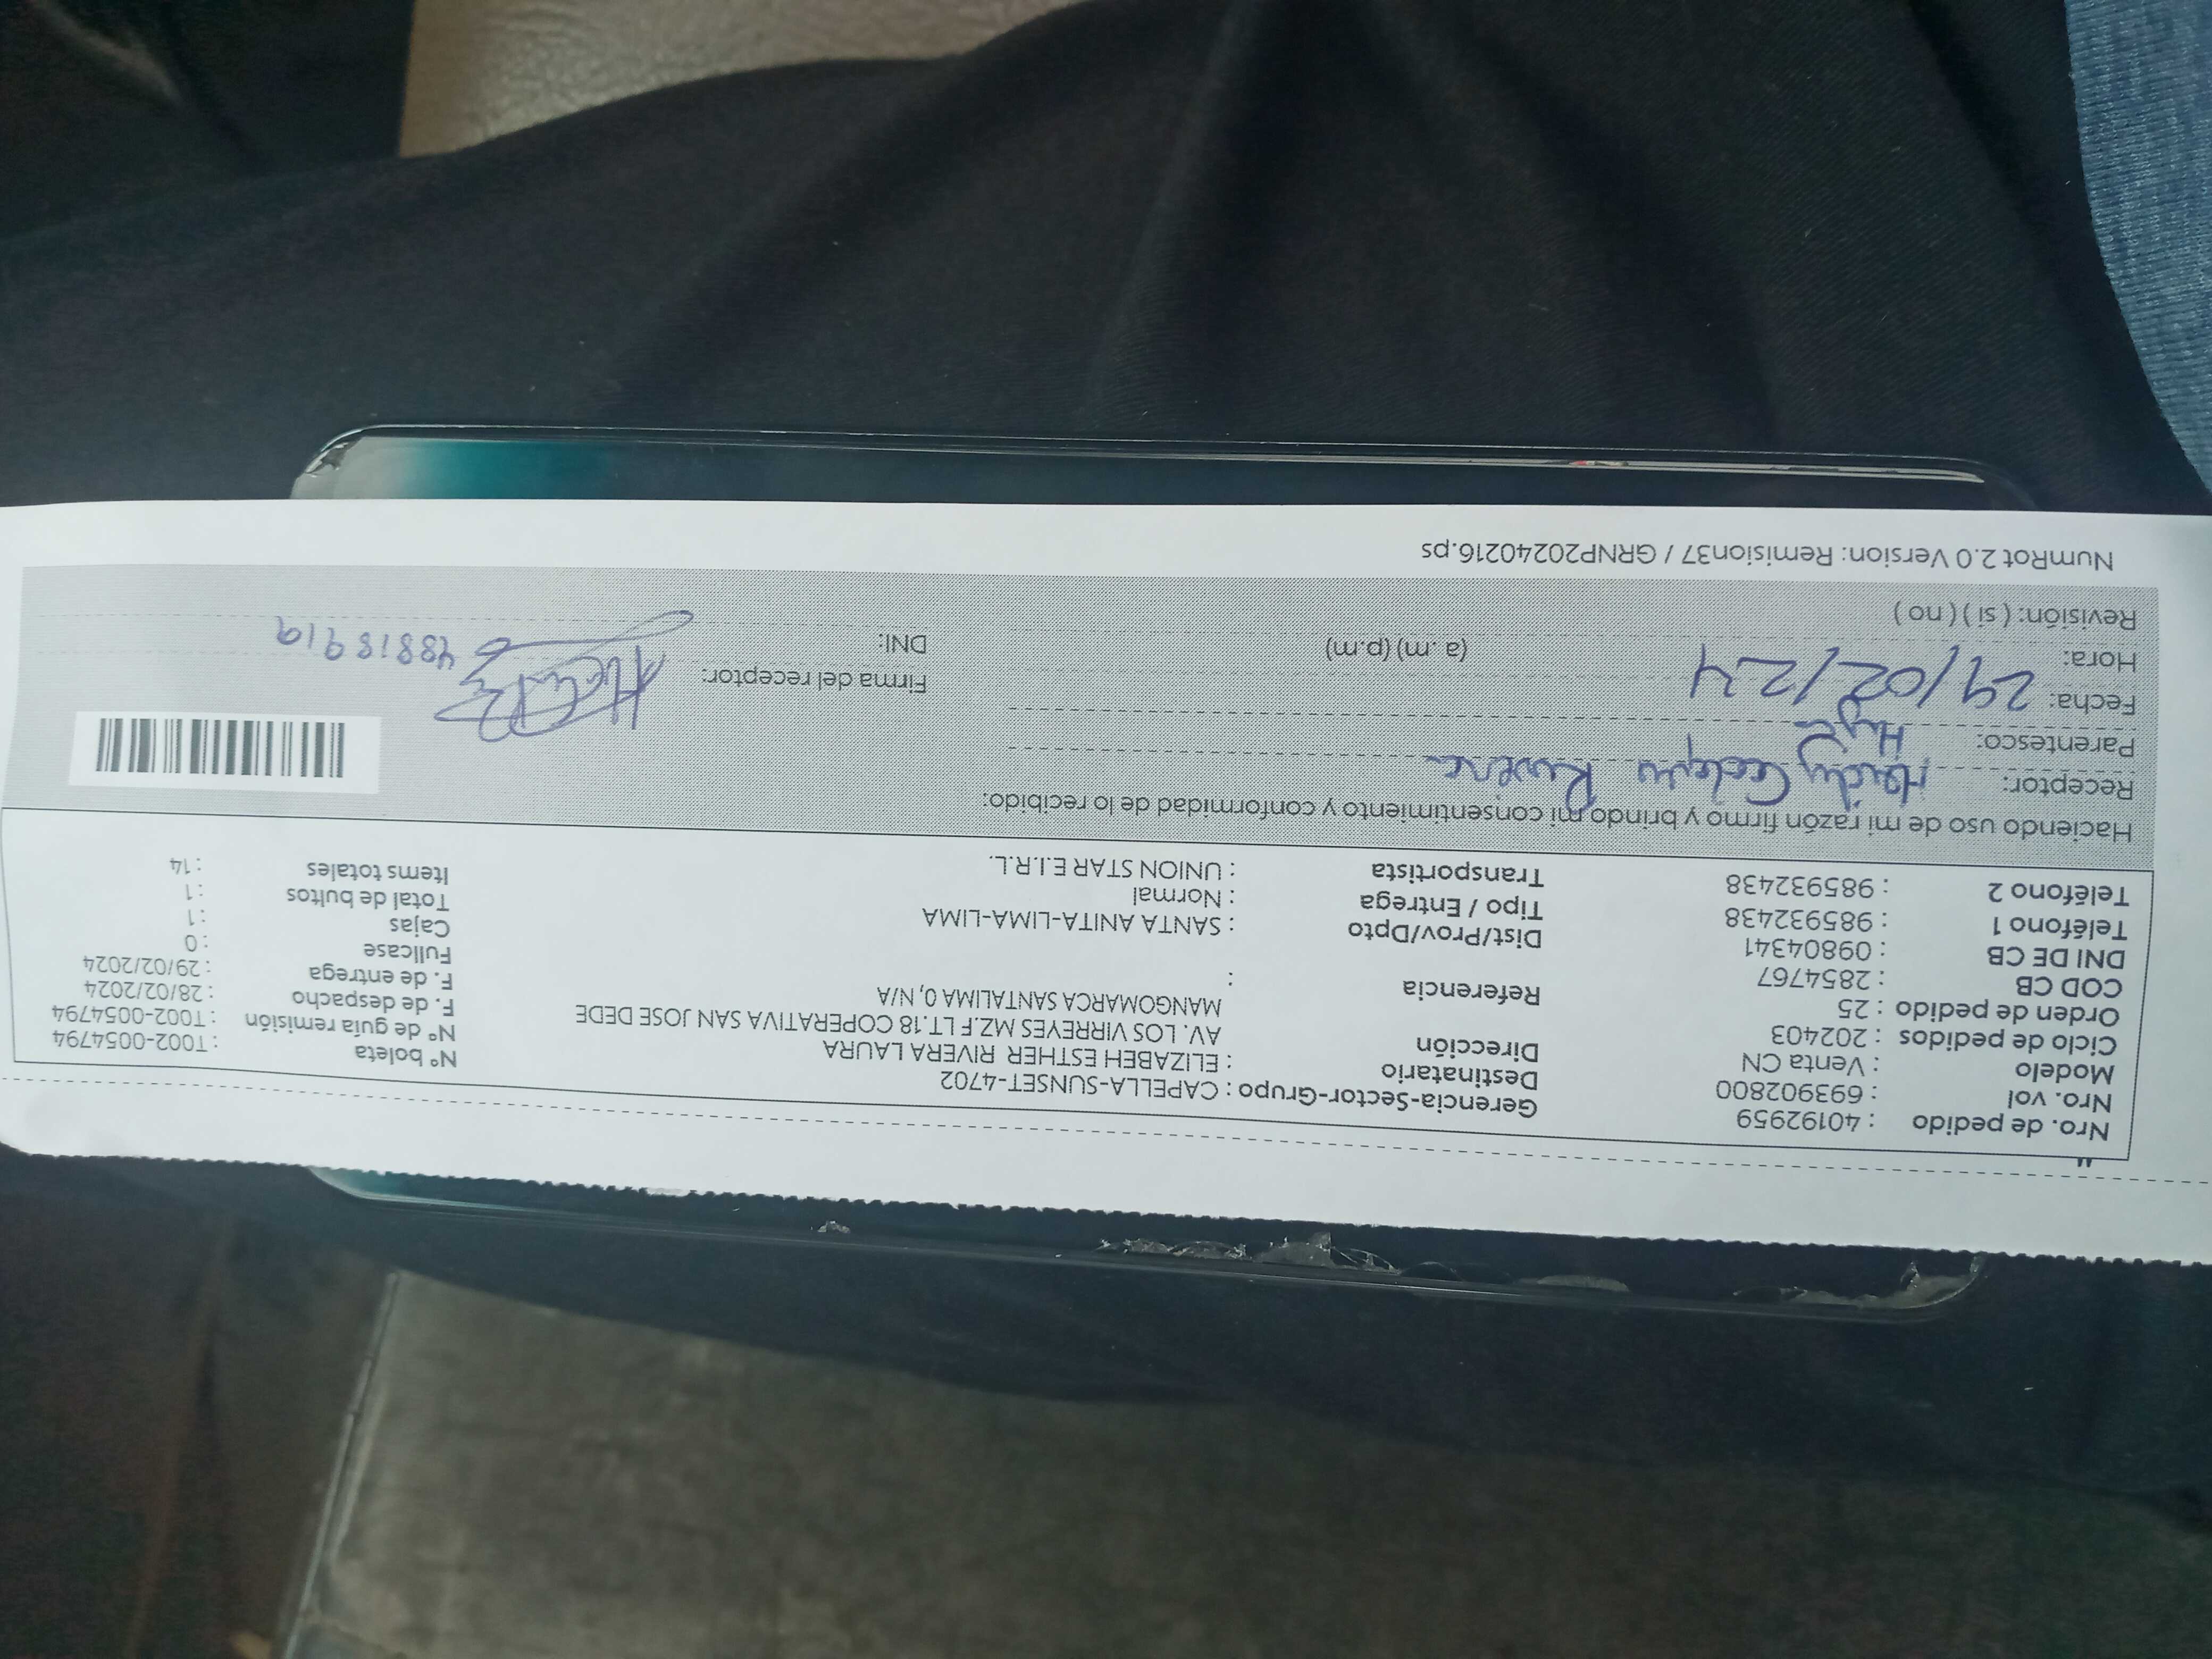 Nro. de pedido : 40192959
Nro. vol : 693902800
Modelo : Venta CN
Ciclo de pedidos : 202403
Orden de pedido : 25
COD CB : 2854767
DNI DE CB : 09804341
Teléfono 1 : 985932438
Teléfono 2 : 985932438
Gerencia-Sector-Grupo : CAPELLA-SUNSET-4702
Destinatario : ELIZABEH ESTHER RIVERA LAURA
Dirección AV. LOS VIRREYES MZ.F LT.18 COPERATIVA SAN JOSE DEDE
MANGOMARCA SANTALIMA 0, N/A
Referencia :
Dist/Prov/Dpto : SANTA ANITA-LIMA-LIMA
Tipo / Entrega : Normal
Transportista : UNION STAR E.I.R.L.
N° boleta : T002-0054794
N° de guía remisión : T002-0054794
F. de despacho : 28/02/2024
F. de entrega : 29/02/2024
Fullcase : 0
Cajas : 1
Total de bultos : 1
Items totales : 14
Haciendo uso de mi razón firmo y brindo mi consentimiento y conformidad de lo recibido:
Receptor: Rivera
Parentesco: Hija
Fecha: 29/02/24
Hora: (a .m) (p.m)
Revisión: ( si ) ( no )
Firma del receptor:
DNI: 48818919
NumRot 2.0 Version: Remision37 / GRNP20240216.ps